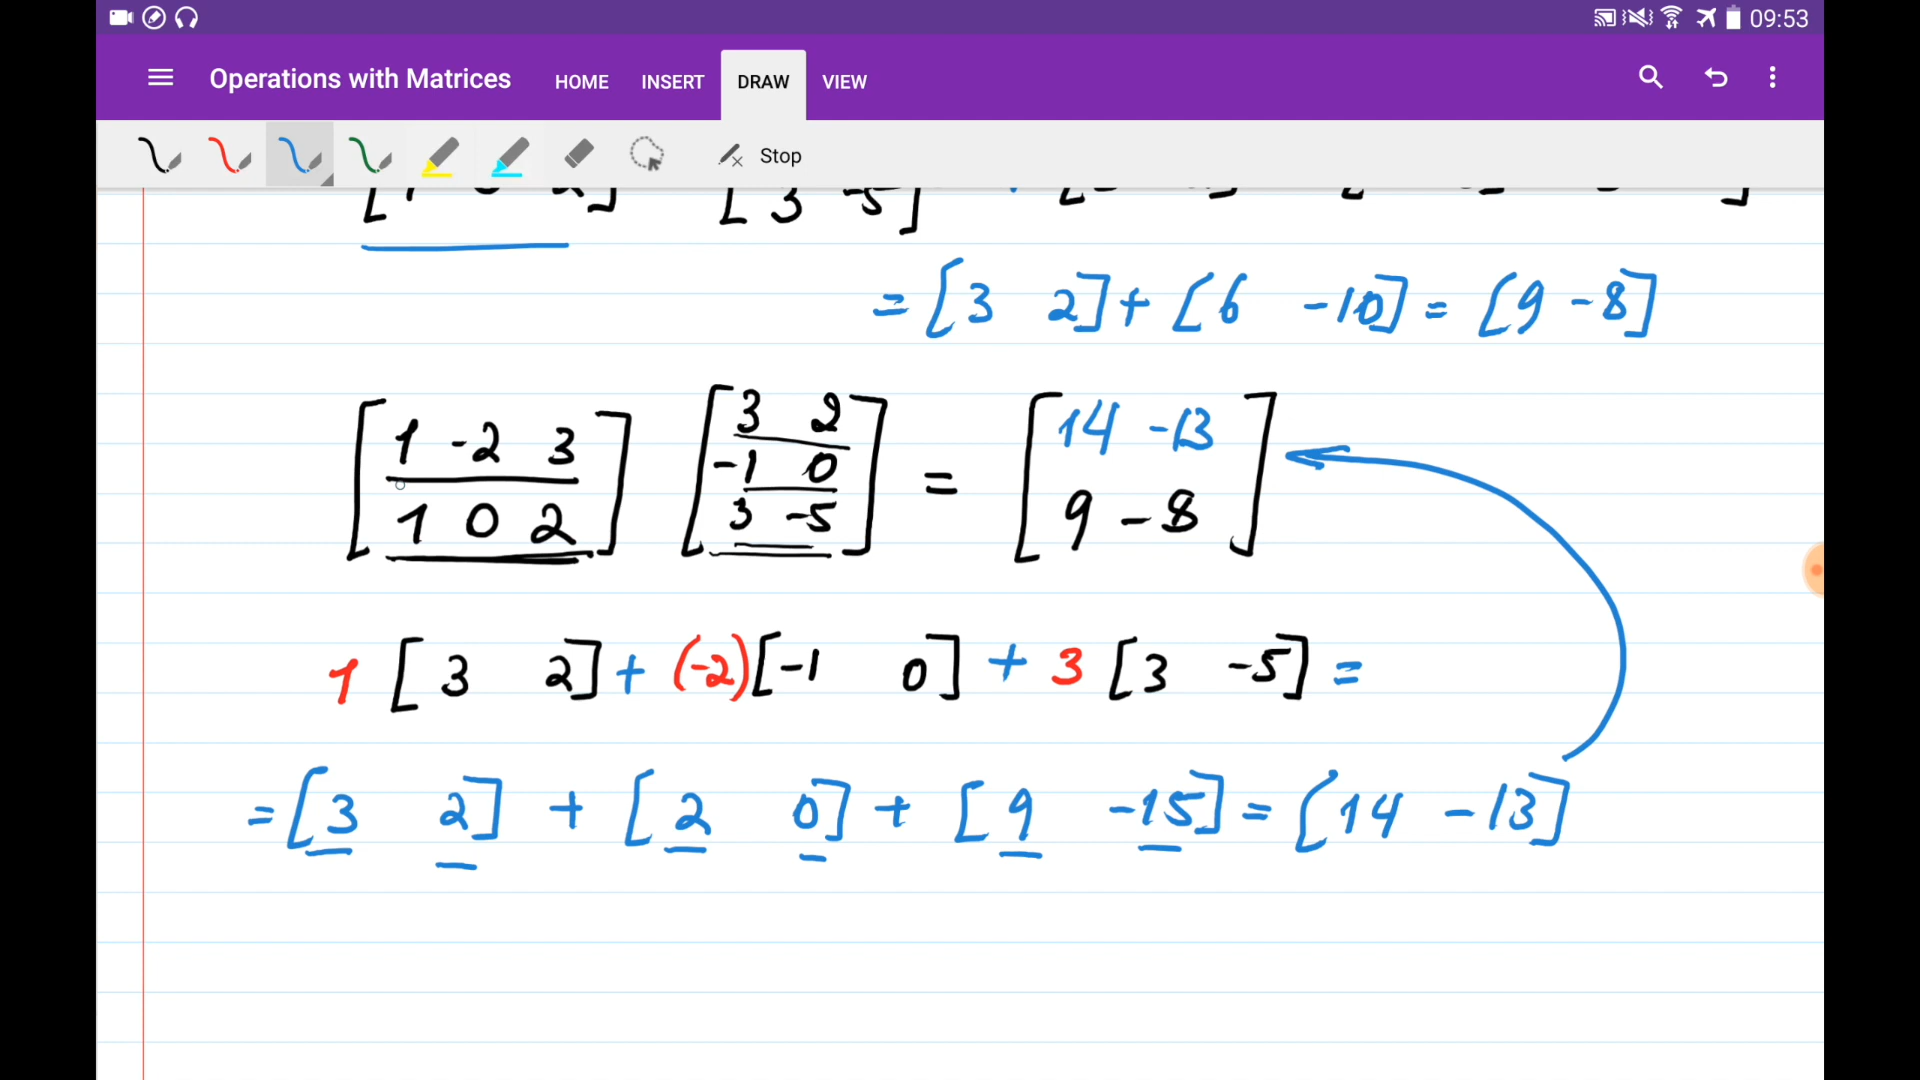 09:53
Operations with Matrices HOME INSERT DRAW VIEW
Stop
3 -5
= [3 2] + [6 -10] = [9 -8]
[1 -2 3 [3 2 [14 -13
-1 0 =
1 0 2] 3 -5] 9 -8]
1 [3 2] + (-2) [-1 0] + 3 [3 -5] =
= [3 2] + [2 0] + [9 -15] = [14 -13]